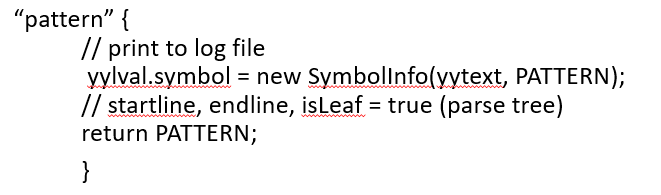 “pattern” {
// print to log file
yylval.symbol = new SymbolInfo(yytext, PATTERN);
// startline, endline, isLeaf = true (parse tree)
return PATTERN;
}